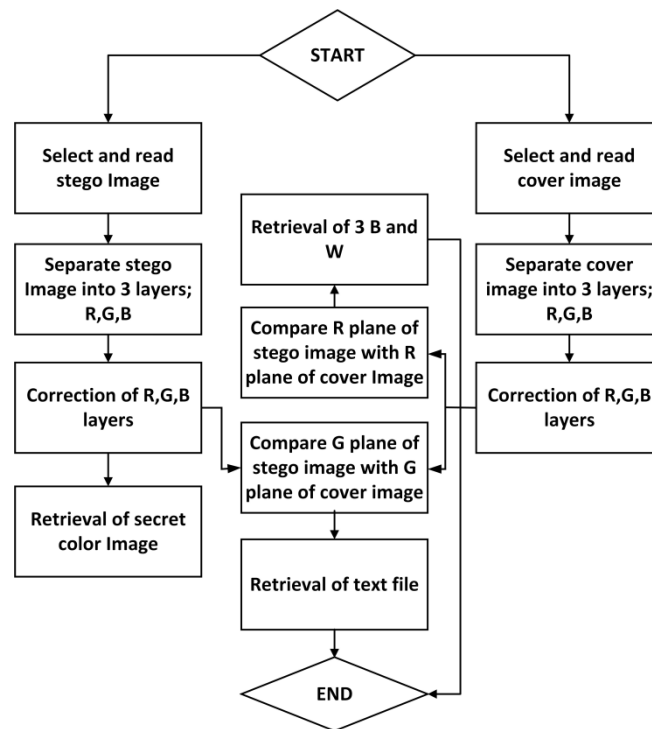 START
Select and read
stego Image
Select and read
cover image
Retrieval of 3 B and
W
Separate stego
Image into 3 layers;
R,G,B
Separate cover
image into 3 layers;
R,G,B
Compare R plane of
stego image with R
plane of cover Image
Correction of R,G,B
layers
Correction of R,G,B
layers
Compare G plane of
stego image with G
plane of cover image
Retrieval of secret
color Image
Retrieval of text file
END